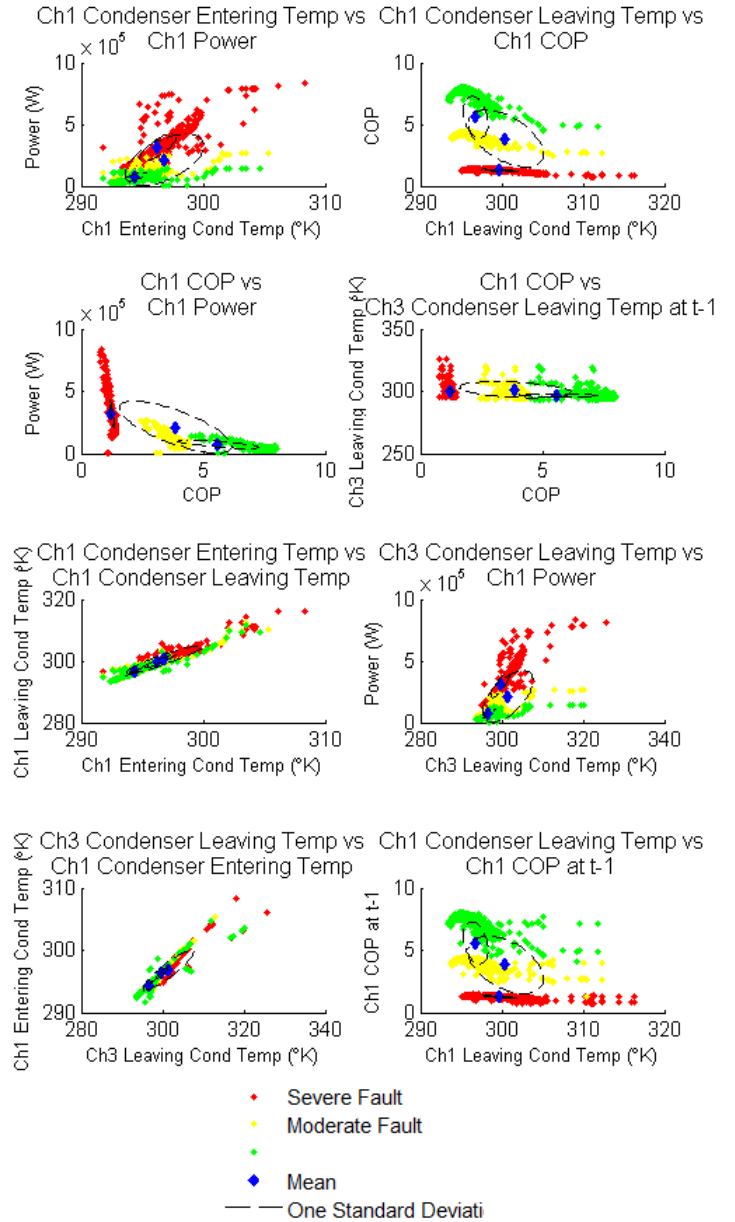 Ch1 Condenser Entering Temp vs
Ch1 Power
× 10^5
10
5
0
290
300
310
Power (W)
Ch1 Entering Cond Temp (°K)
Ch1 Condenser Leaving Temp vs
Ch1 COP
10
5
0
290
300
310
320
COP
Ch1 Leaving Cond Temp (°K)
Ch1 COP vs
Ch1 Power
× 10^5
10
5
0
0
5
10
Power (W)
COP
Ch1 COP vs
Ch3 Condenser Leaving Temp at t-1
350
300
250
0
5
10
Ch3 Leaving Cond Temp (°K)
COP
Ch1 Condenser Entering Temp vs
Ch1 Condenser Leaving Temp
320
300
280
290
300
310
Ch1 Leaving Cond Temp (°K)
Ch1 Entering Cond Temp (°K)
Ch3 Condenser Leaving Temp vs
Ch1 Power
× 10^5
10
5
0
280
300
320
340
Power (W)
Ch3 Leaving Cond Temp (°K)
Ch3 Condenser Leaving Temp vs
Ch1 Condenser Entering Temp
310
300
290
280
300
320
340
Ch1 Entering Cond Temp (°K)
Ch3 Leaving Cond Temp (°K)
Ch1 Condenser Leaving Temp vs
Ch1 COP at t-1
10
5
0
290
300
310
320
Ch1 COP at t-1
Ch1 Leaving Cond Temp (°K)
Severe Fault
Moderate Fault
Mean
One Standard Deviati